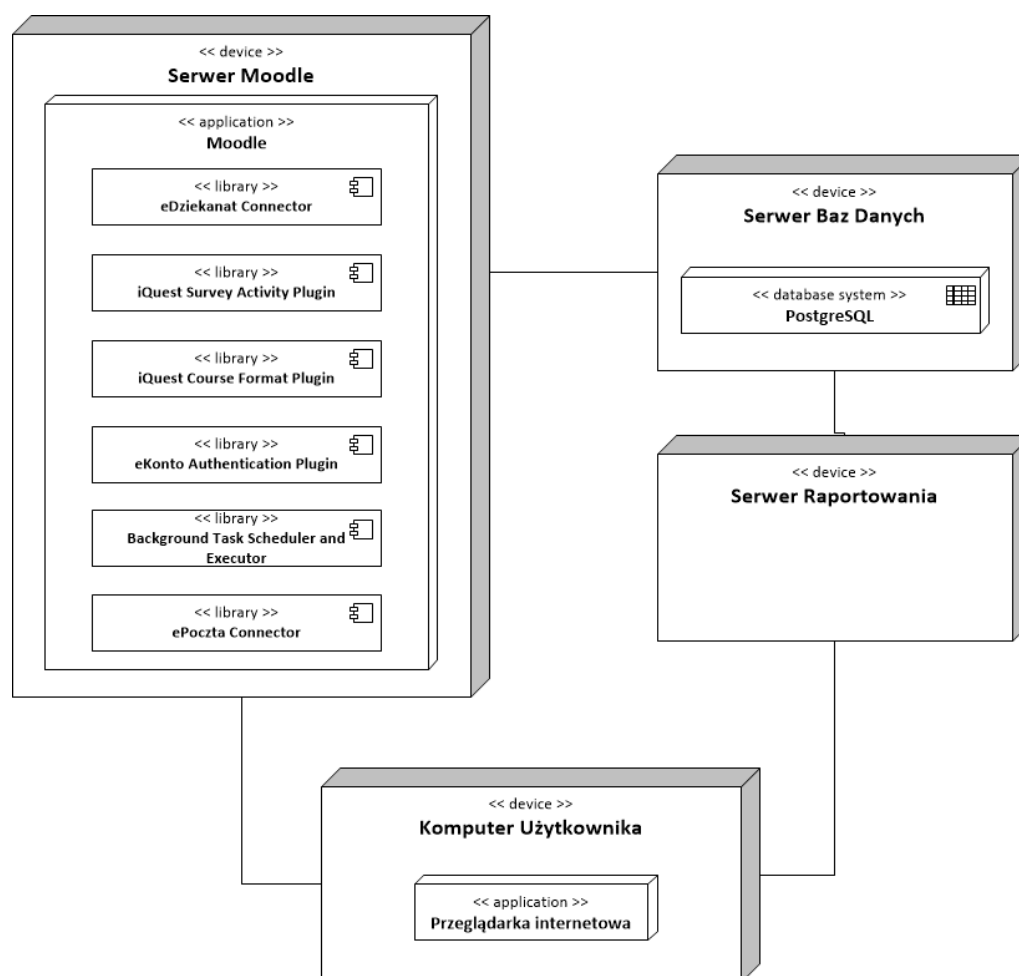 << device >>
Serwer Moodle
<< application >>
Moodle
<< library >>
eDziekanat Connector
<< library >>
iQuest Survey Activity Plugin
<< library >>
iQuest Course Format Plugin
<< library >>
eKonto Authentication Plugin
<< library >>
Background Task Scheduler and
Executor
<< library >>
ePoczta Connector
<< device >>
Serwer Baz Danych
<< database system >>
PostgreSQL
<< device >>
Serwer Raportowania
<< device >>
Komputer Użytkownika
<< application >>
Przeglądarka internetowa